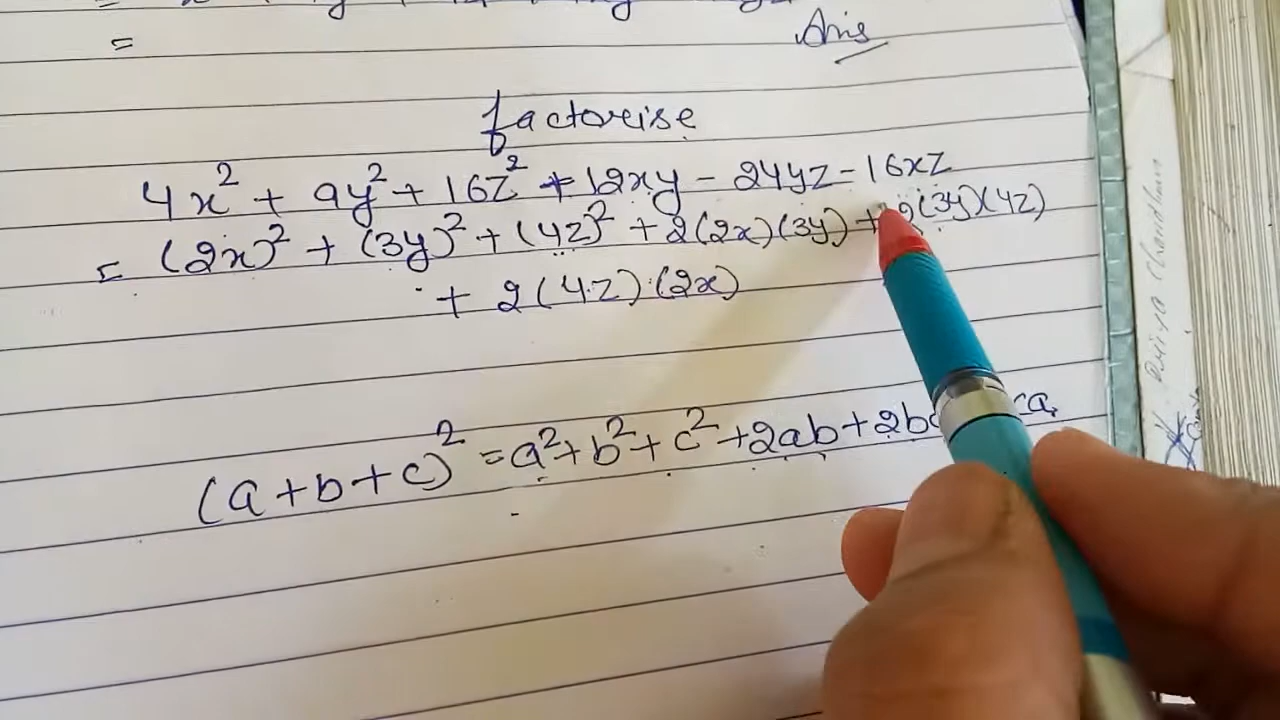 =
Ans
factorise
4x² + 9y² + 16z² + 12xy - 24yz - 16xz
= (2x)² + (3y)² + (4z)² + 2(2x)(3y) + 2(3y)(4z)
+ 2(4z)(2x)
(a+b+c)² = a²+b²+c²+2ab+2b